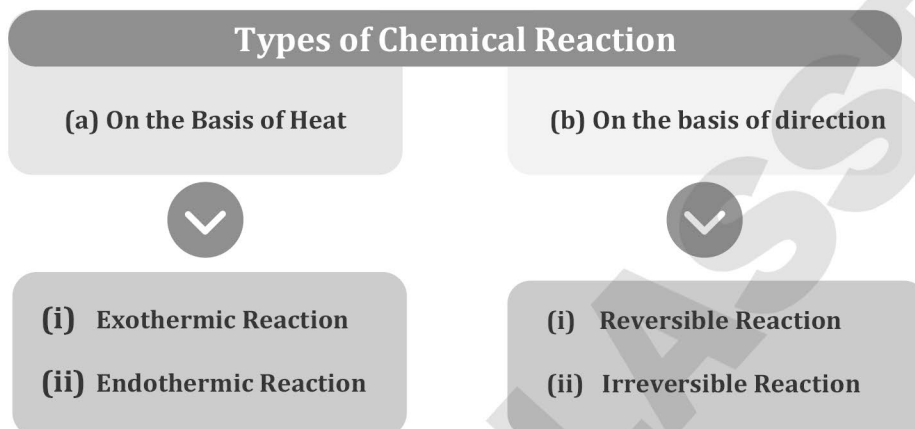 Types of Chemical Reaction
(a) On the Basis of Heat
(b) On the basis of direction
(i) Exothermic Reaction
(ii) Endothermic Reaction
(i) Reversible Reaction
(ii) Irreversible Reaction